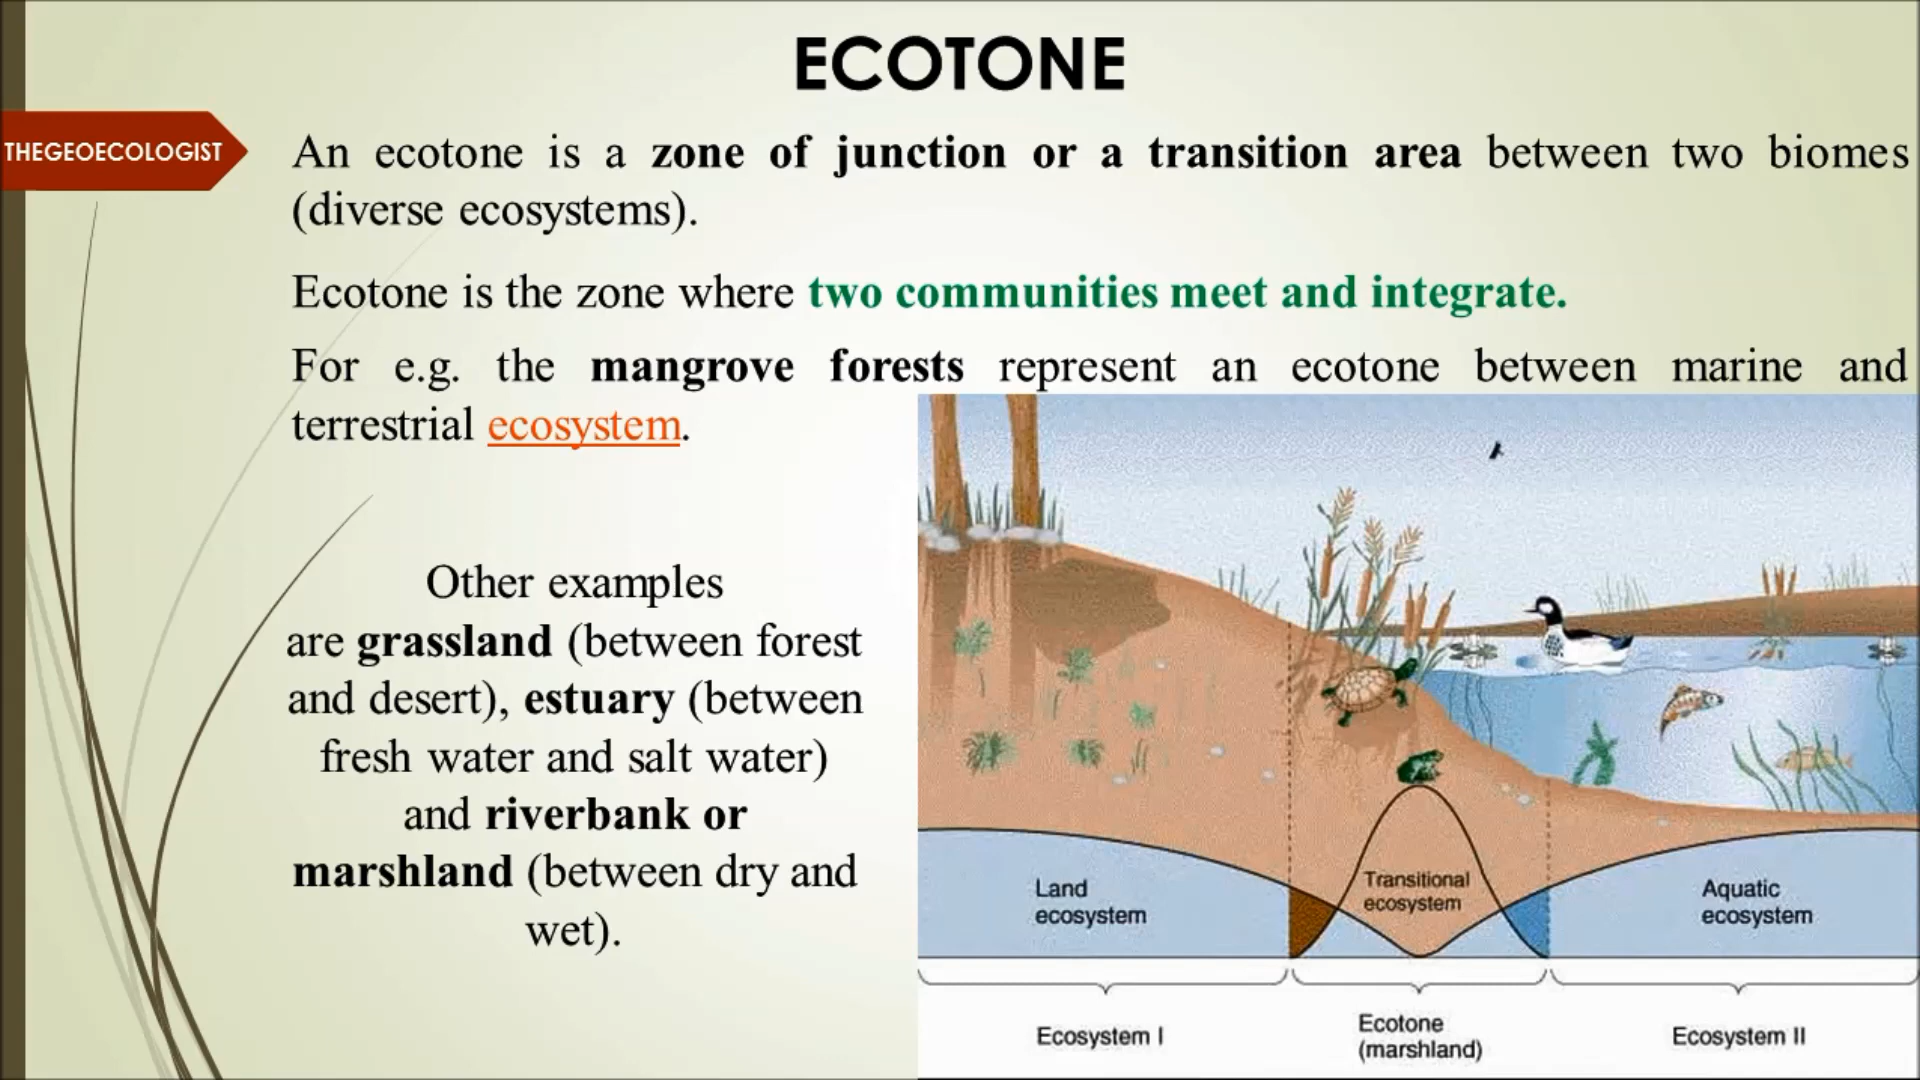 ECOTONE
THEGEOECOLOGIST
An ecotone is a zone of junction or a transition area between two biomes
(diverse ecosystems).
Ecotone is the zone where two communities meet and integrate.
For e.g. the mangrove forests represent an ecotone between marine and
terrestrial ecosystem.
Other examples
are grassland (between forest
and desert), estuary (between
fresh water and salt water)
and riverbank or
marshland (between dry and
wet).
Land
ecosystem
Transitional
ecosystem
Aquatic
ecosystem
Ecosystem I
Ecotone
(marshland)
Ecosystem II